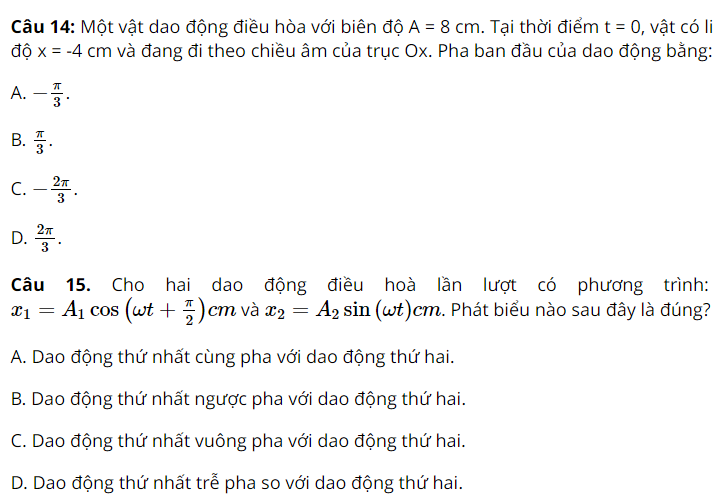 Câu 14: Một vật dao động điều hòa với biên độ A = 8 cm. Tại thời điểm t = 0, vật có li
độ x = -4 cm và đang đi theo chiều âm của trục Ox. Pha ban đầu của dao động bằng:
A. $-\frac{\pi}{3}$.
B. $\frac{\pi}{3}$.
C. $-\frac{2\pi}{3}$.
D. $\frac{2\pi}{3}$.
Câu 15. Cho hai dao động điều hoà lần lượt có phương trình:
$x_1 = A_1 \cos\left(\omega t + \frac{\pi}{2}\right) cm$ và $x_2 = A_2 \sin(\omega t) cm$. Phát biểu nào sau đây là đúng?
A. Dao động thứ nhất cùng pha với dao động thứ hai.
B. Dao động thứ nhất ngược pha với dao động thứ hai.
C. Dao động thứ nhất vuông pha với dao động thứ hai.
D. Dao động thứ nhất trễ pha so với dao động thứ hai.